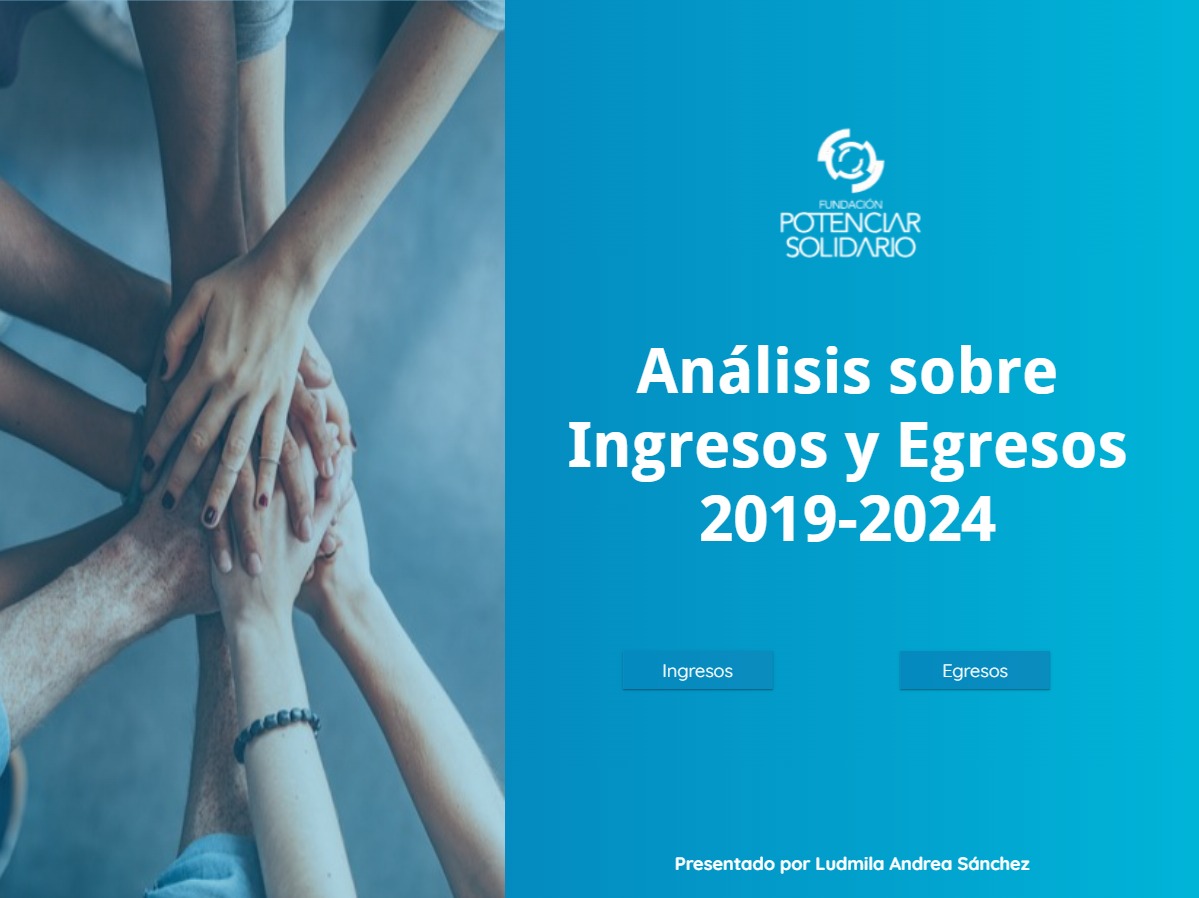 FUNDACIÓN
POTENCIAR
SOLIDARIO
Análisis sobre
Ingresos y Egresos
2019-2024
Ingresos
Egresos
Presentado por Ludmila Andrea Sánchez